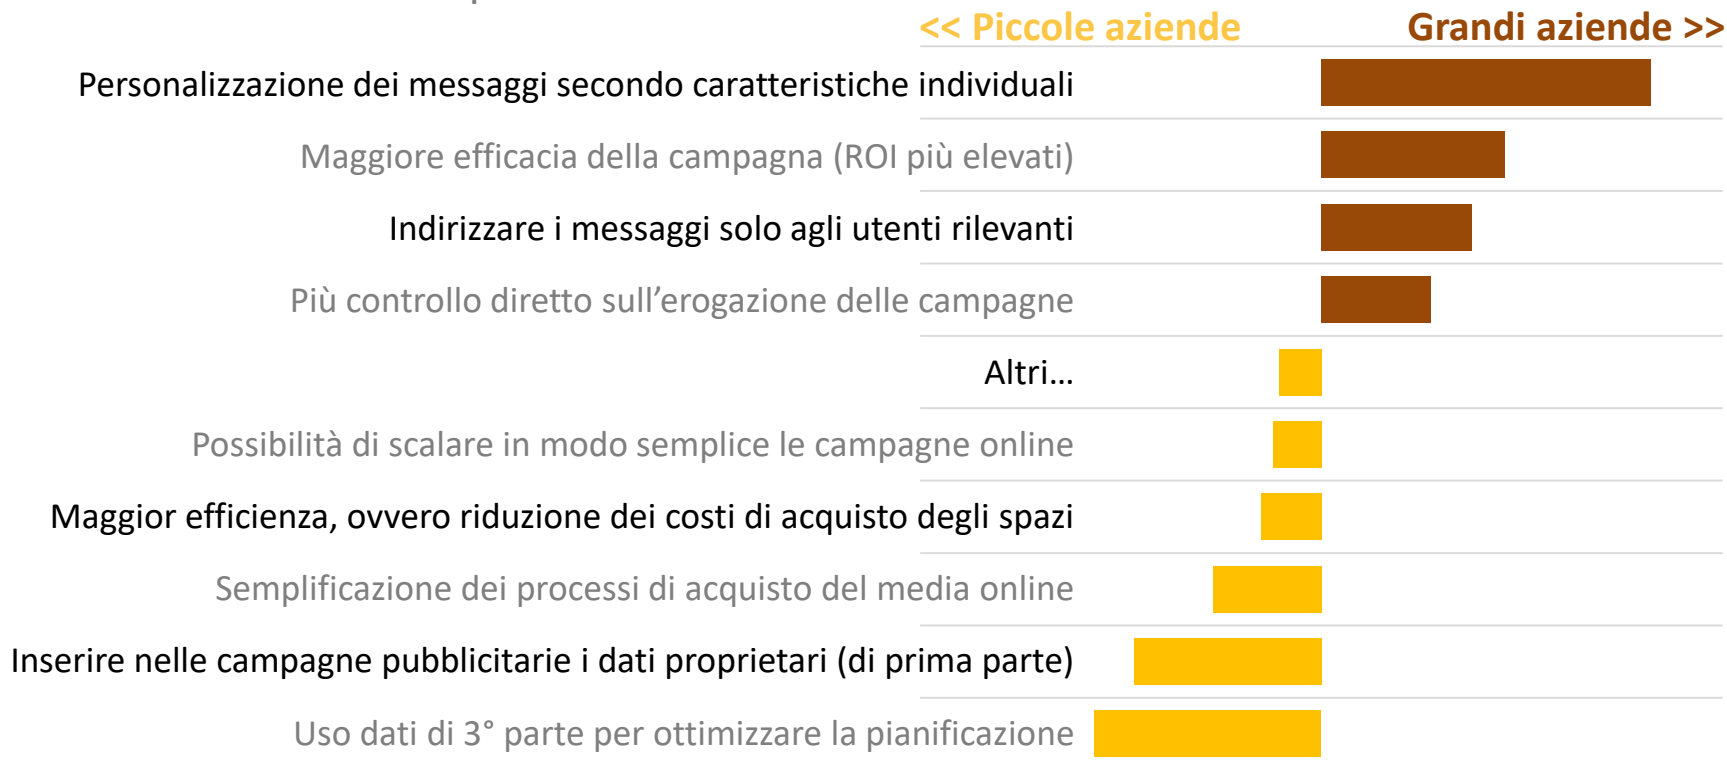 << Piccole aziende Grandi aziende >>
Personalizzazione dei messaggi secondo caratteristiche individuali
Maggiore efficacia della campagna (ROI più elevati)
Indirizzare i messaggi solo agli utenti rilevanti
Più controllo diretto sull’erogazione delle campagne
Altri…
Possibilità di scalare in modo semplice le campagne online
Maggior efficienza, ovvero riduzione dei costi di acquisto degli spazi
Semplificazione dei processi di acquisto del media online
Inserire nelle campagne pubblicitarie i dati proprietari (di prima parte)
Uso dati di 3° parte per ottimizzare la pianificazione